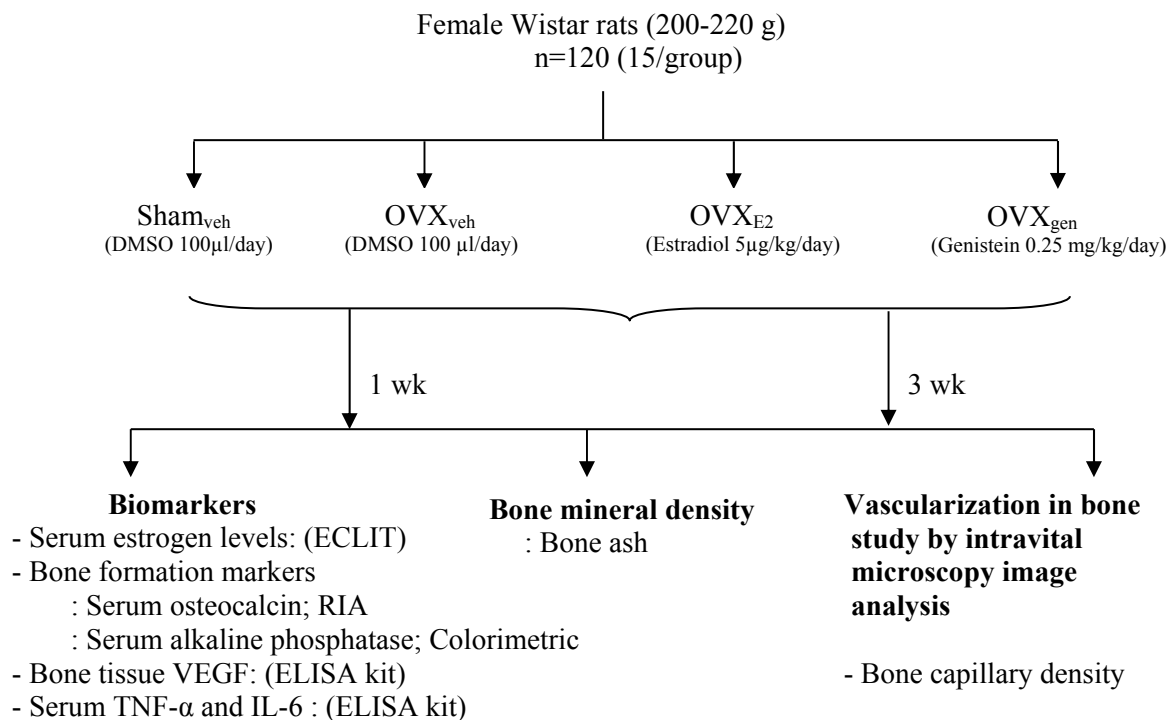 Female Wistar rats (200-220 g)
n=120 (15/group)
Shamveh
(DMSO 100µl/day)
OVXveh
(DMSO 100 µl/day)
OVXE2
(Estradiol 5µg/kg/day)
OVXgen
(Genistein 0.25 mg/kg/day)
1 wk
3 wk
Biomarkers
- Serum estrogen levels: (ECLIT)
- Bone formation markers
: Serum osteocalcin; RIA
: Serum alkaline phosphatase; Colorimetric
- Bone tissue VEGF: (ELISA kit)
- Serum TNF-α and IL-6 : (ELISA kit)
Bone mineral density
: Bone ash
Vascularization in bone
study by intravital
microscopy image
analysis
- Bone capillary density